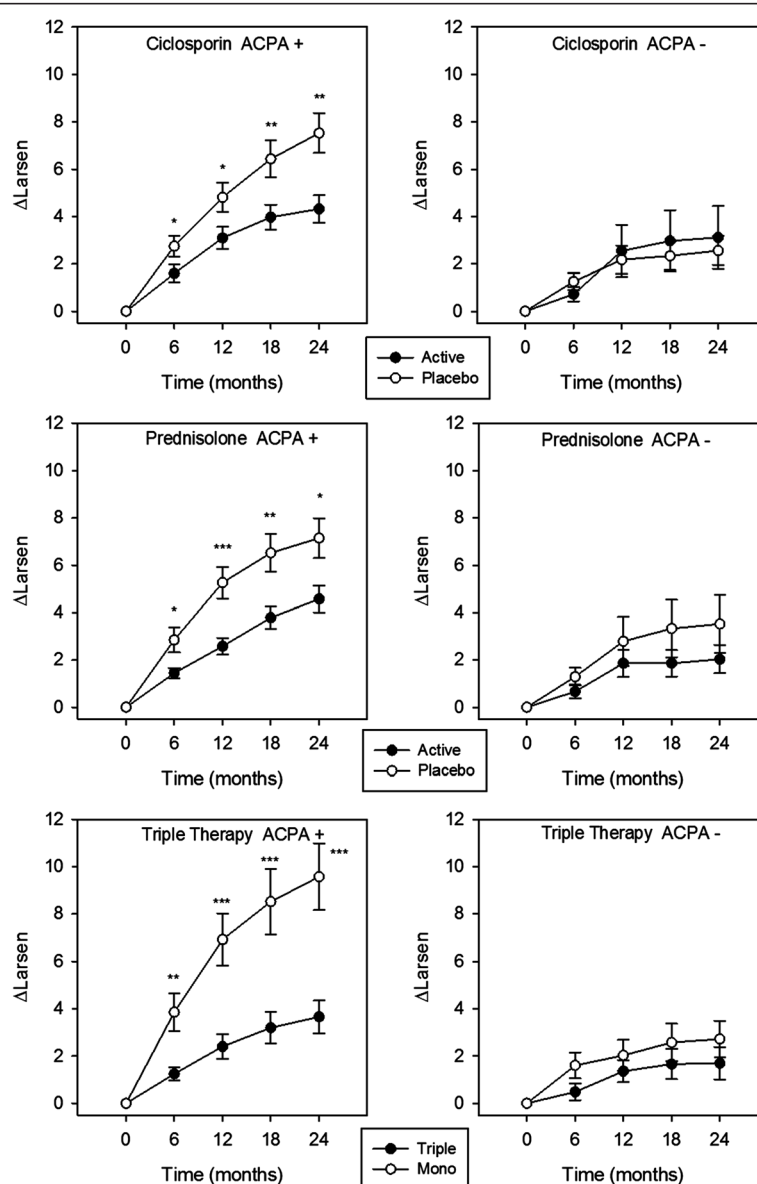 Ciclosporin ACPA +
12
10
8
6
4
2
0
ΔLarsen
*
*
**
**
0 6 12 18 24
Time (months)
Ciclosporin ACPA -
12
10
8
6
4
2
0
ΔLarsen
0 6 12 18 24
Time (months)
Active
Placebo
Prednisolone ACPA +
12
10
8
6
4
2
0
ΔLarsen
*
***
**
*
0 6 12 18 24
Time (months)
Prednisolone ACPA -
12
10
8
6
4
2
0
ΔLarsen
0 6 12 18 24
Time (months)
Active
Placebo
Triple Therapy ACPA +
12
10
8
6
4
2
0
ΔLarsen
**
***
***
***
0 6 12 18 24
Time (months)
Triple Therapy ACPA -
12
10
8
6
4
2
0
ΔLarsen
0 6 12 18 24
Time (months)
Triple
Mono